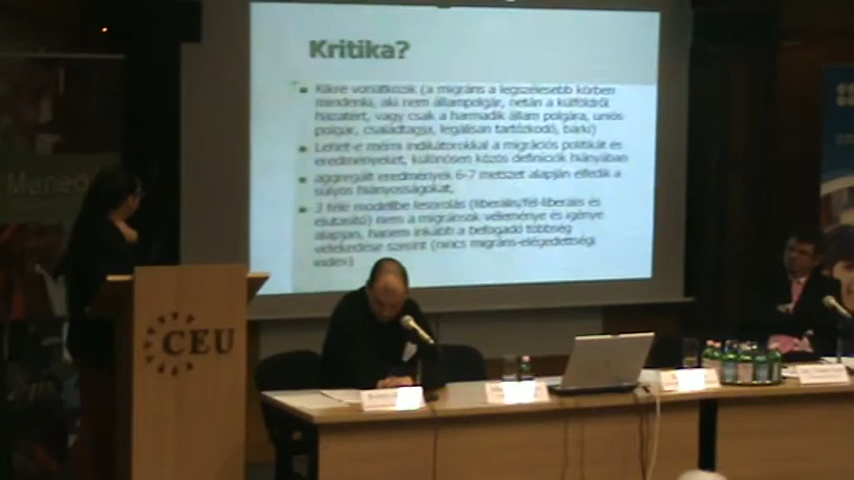 Kritika?
Kikre vonatkozik (a migráns a legszélesebb körben
mindenki, aki nem állampolgár, netán a külföldről
hazatért, vagy csak a harmadik állam polgára, uniós
polgár, családtagja, legálisan tartózkodó, bárki)
Lehet-e mérni indikátorokkal a migrációs politikát és
eredményekét, különösen közös definíciók hiányában
aggregált eredmények 6-7 metszet alapján elfedik a
súlyos hiányosságokat,
3 féle modellbe besorolás (liberális/fél-liberális és
elutasító) nem a migránsok véleménye és igénye
alapján, hanem inkább a befogadó többség
vélekedése szerint (nincs migráns-elégedettségi
index)
Mened
CEU